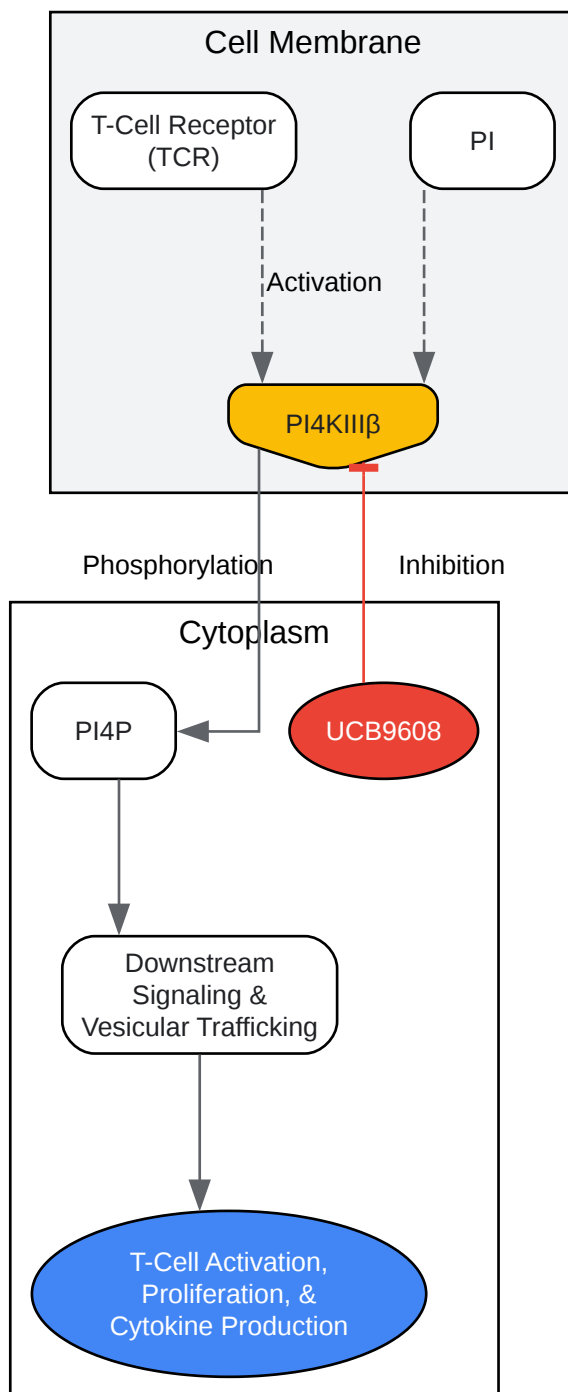 Cell Membrane
T-Cell Receptor
(TCR)
PI
Activation
PI4KIIIβ
Phosphorylation
Inhibition
Cytoplasm
PI4P
UCB9608
Downstream
Signaling &
Vesicular Trafficking
T-Cell Activation,
Proliferation, &
Cytokine Production